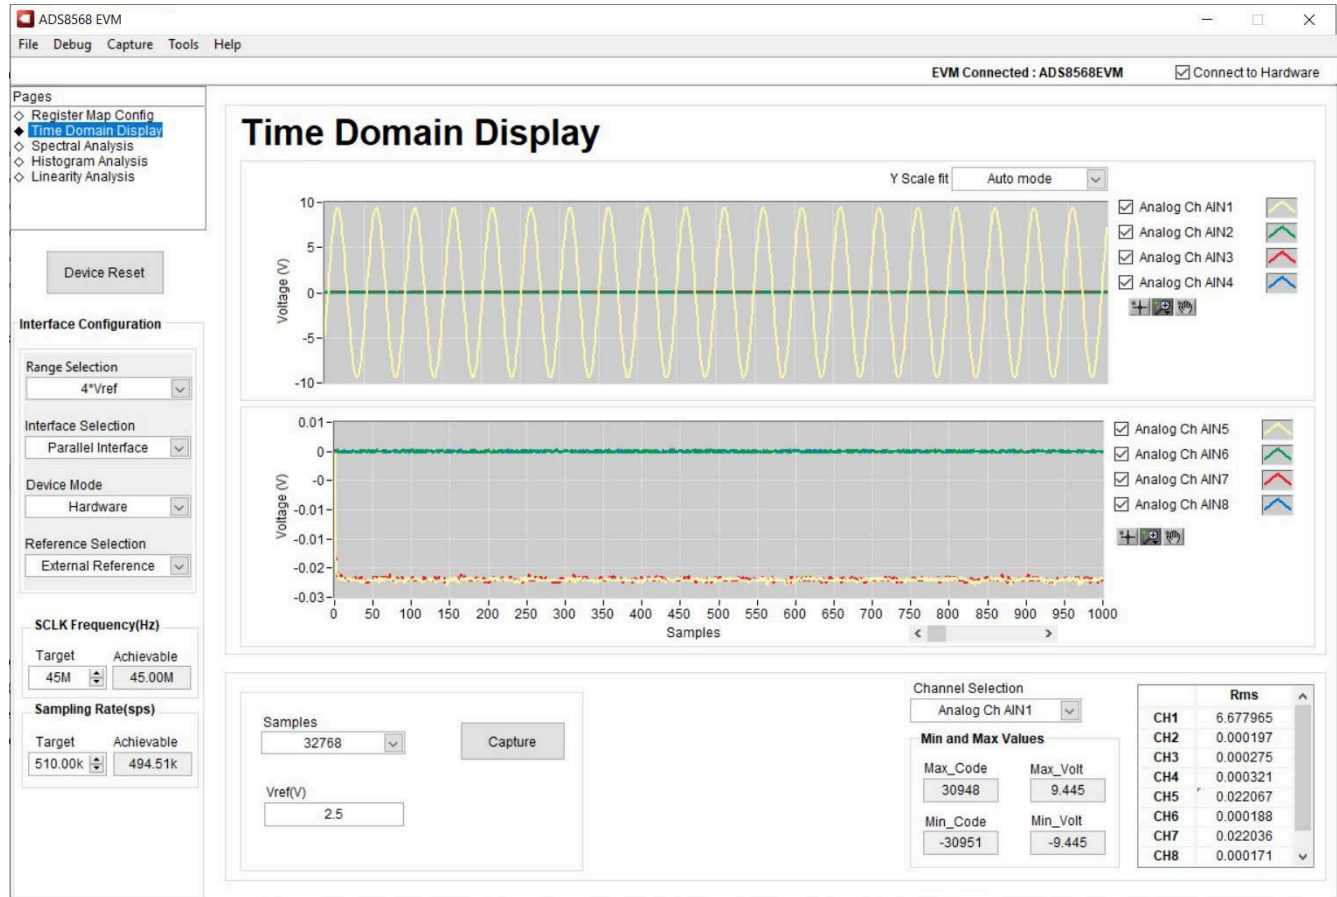 ADS8568 EVM
File Debug Capture Tools Help
EVM Connected : ADS8568EVM Connect to Hardware
Pages
Register Map Config
Time Domain Display
Spectral Analysis
Histogram Analysis
Linearity Analysis
Device Reset
Interface Configuration
Range Selection
4*Vref
Interface Selection
Parallel Interface
Device Mode
Hardware
Reference Selection
External Reference
SCLK Frequency(Hz)
Target Achievable
45M 45.00M
Sampling Rate(sps)
Target Achievable
510.00k 494.51k
Time Domain Display
Y Scale fit Auto mode
10
5
0
-5
-10
Voltage (V)
Analog Ch AIN1
Analog Ch AIN2
Analog Ch AIN3
Analog Ch AIN4
0.01
0
-0
-0.01
-0.01
-0.02
-0.03
Voltage (V)
0 50 100 150 200 250 300 350 400 450 500 550 600 650 700 750 800 850 900 950 1000
Samples
Analog Ch AIN5
Analog Ch AIN6
Analog Ch AIN7
Analog Ch AIN8
Samples
32768
Capture
Vref(V)
2.5
Channel Selection
Analog Ch AIN1
Min and Max Values
Max_Code Max_Volt
30948 9.445
Min_Code Min_Volt
-30951 -9.445
Rms
CH1 6.677965
CH2 0.000197
CH3 0.000275
CH4 0.000321
CH5 0.022067
CH6 0.000188
CH7 0.022036
CH8 0.000171